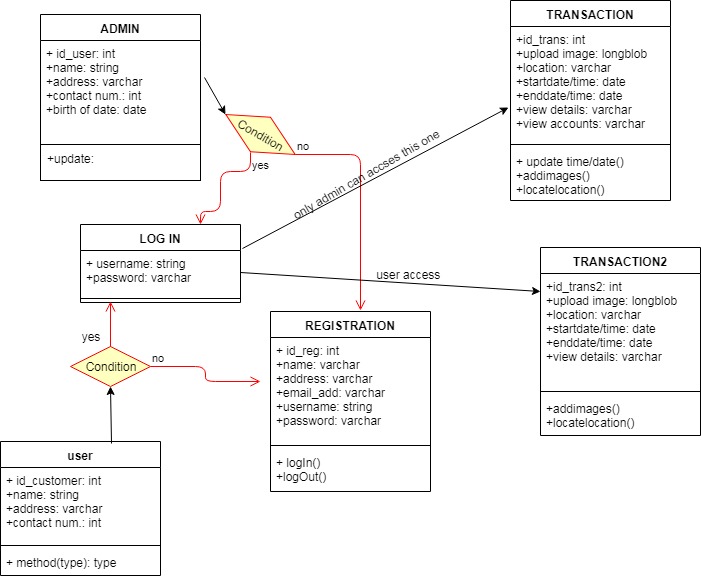 ADMIN
+ id_user: int
+name: string
+address: varchar
+contact num.: int
+birth of date: date
+update:
TRANSACTION
+id_trans: int
+upload image: longblob
+location: varchar
+startdate/time: date
+enddate/time: date
+view details: varchar
+view accounts: varchar
+ update time/date()
+addimages()
+locatelocation()
Condition
yes
no
only admin can accses this one
LOG IN
+ username: string
+password: varchar
user access
TRANSACTION2
+id_trans2: int
+upload image: longblob
+location: varchar
+startdate/time: date
+enddate/time: date
+view details: varchar
+addimages()
+locatelocation()
REGISTRATION
+ id_reg: int
+name: varchar
+address: varchar
+email_add: varchar
+username: string
+password: varchar
+ logIn()
+logOut()
yes
Condition
no
user
+ id_customer: int
+name: string
+address: varchar
+contact num.: int
+ method(type): type